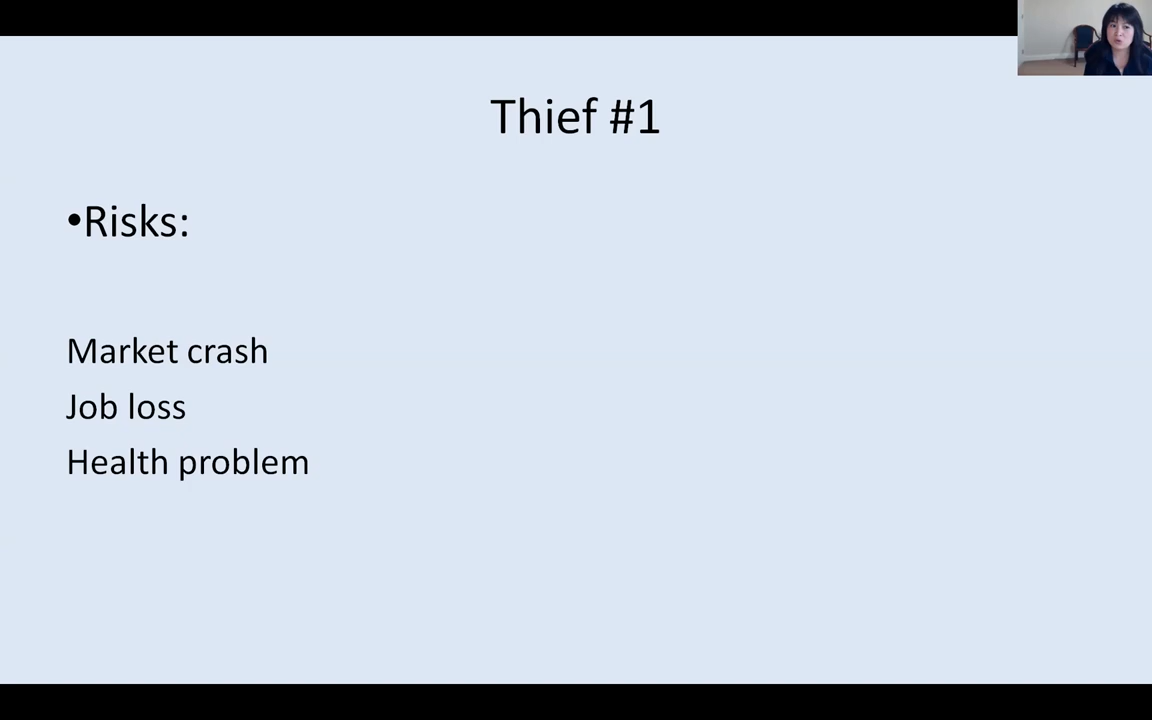 Thief #1
•Risks:
Market crash
Job loss
Health problem